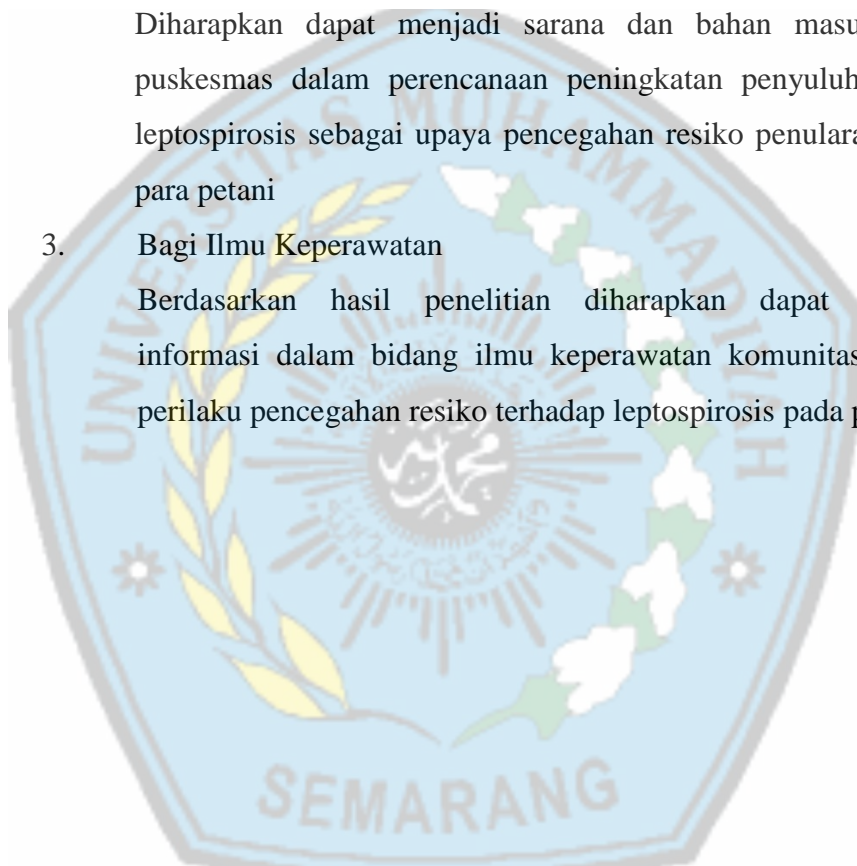 Diharapkan dapat menjadi sarana dan bahan masu
puskesmas dalam perencanaan peningkatan penyuluh
leptospirosis sebagai upaya pencegahan resiko penulara
para petani
3. Bagi Ilmu Keperawatan
Berdasarkan hasil penelitian diharapkan dapat
informasi dalam bidang ilmu keperawatan komunitas
perilaku pencegahan resiko terhadap leptospirosis pada p
UNIVERSITAS MUHAMMADIYAH
SEMARANG